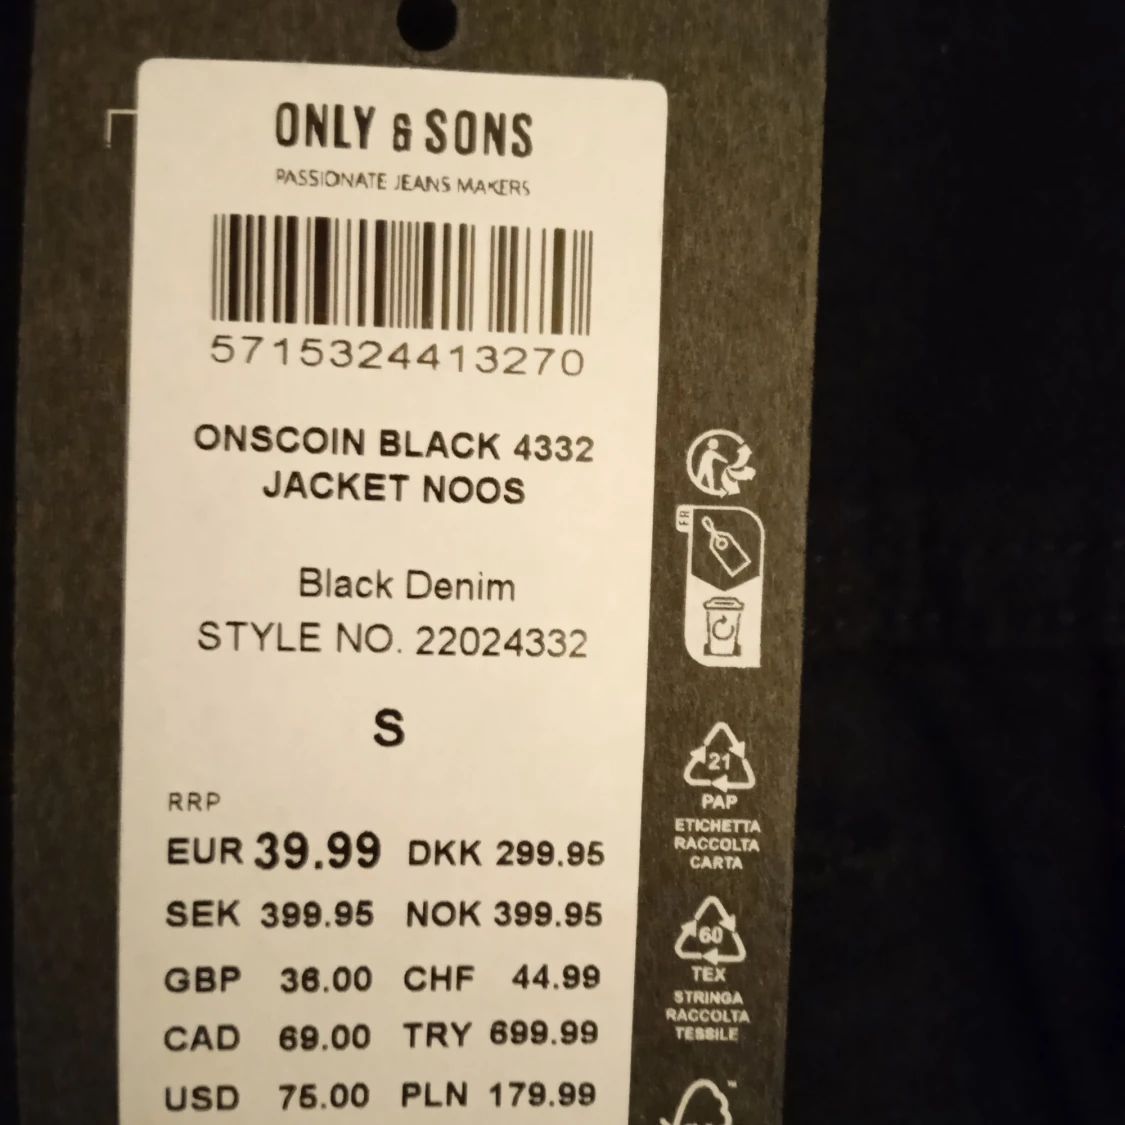 ONLY & SONS
PASSIONATE JEANS MAKERS
5715324413270
ONSCOIN BLACK 4332
JACKET NOOS
Black Denim
STYLE NO. 22024332
S
RRP
EUR 39.99 DKK 299.95
SEK 399.95 NOK 399.95
GBP 36.00 CHF 44.99
CAD 69.00 TRY 699.99
USD 75.00 PLN 179.99
FR
21
PAP
ETICHETTA
RACCOLTA
CARTA
60
TEX
STRINGA
RACCOLTA
TESSILE
™